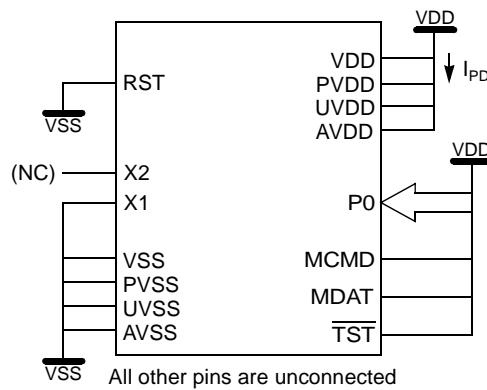 VDD
VDD
I_PD
PVDD
UVDD
AVDD
RST
VSS
VDD
(NC)
X2
X1
P0
VSS
PVSS
UVSS
AVSS
MCMD
MDAT
TST
VSS
All other pins are unconnected